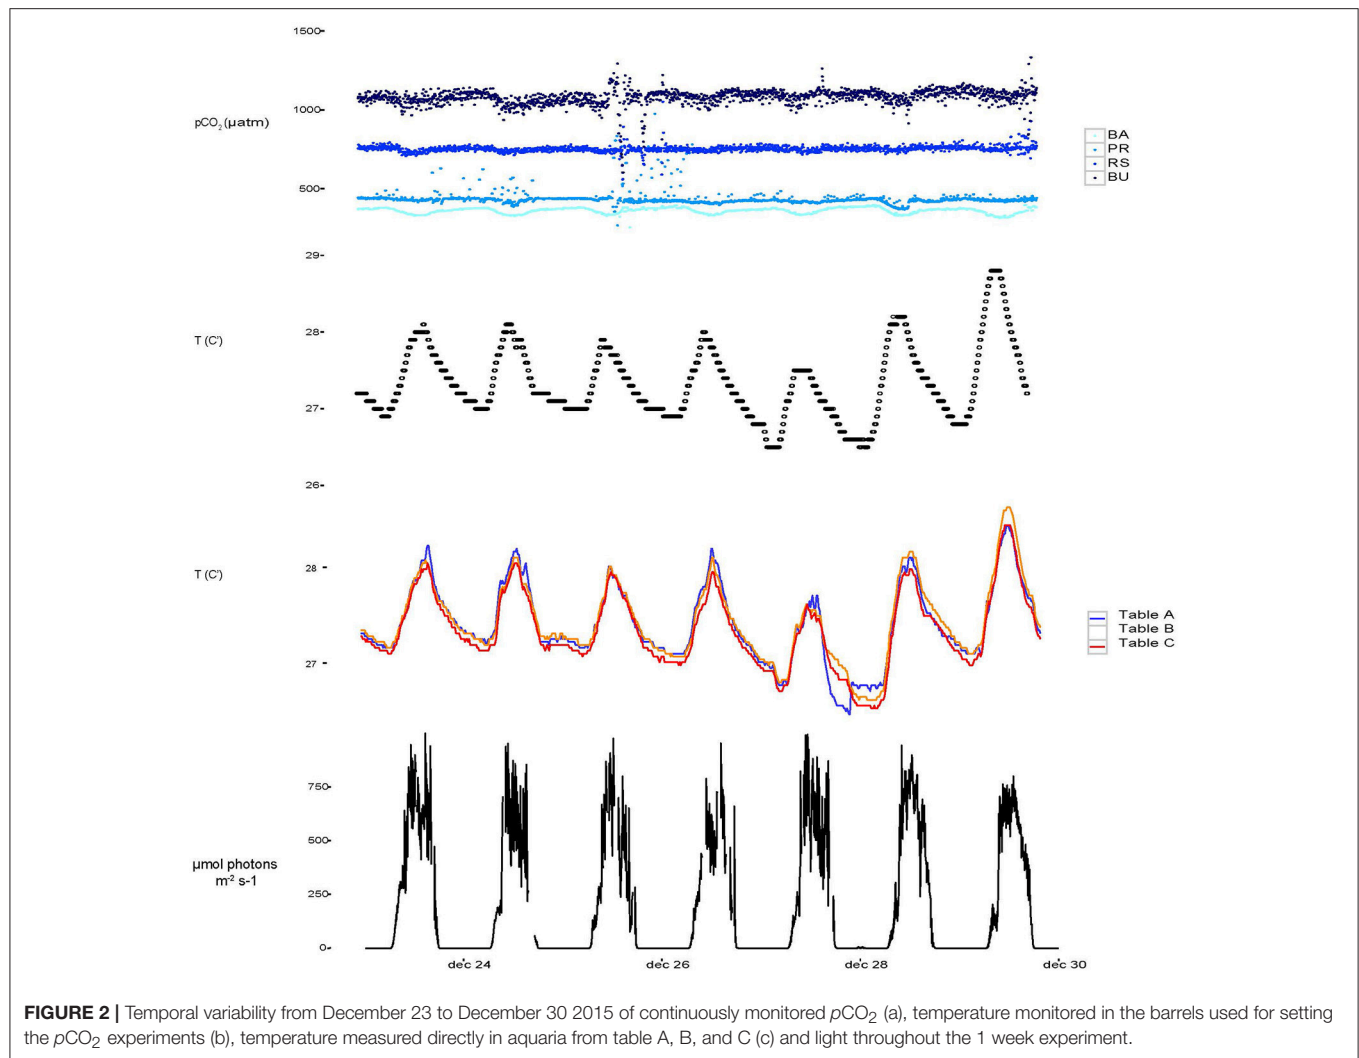 1500
1000
pCO2 (µatm)
500
BA
PR
RS
BU
29
28
T (C')
27
26
28
T (C')
27
Table A
Table B
Table C
750
500
µmol photons
m-2 s-1
250
0
dec 24
dec 26
dec 28
dec 30
FIGURE 2 | Temporal variability from December 23 to December 30 2015 of continuously monitored pCO2 (a), temperature monitored in the barrels used for setting
the pCO2 experiments (b), temperature measured directly in aquaria from table A, B, and C (c) and light throughout the 1 week experiment.